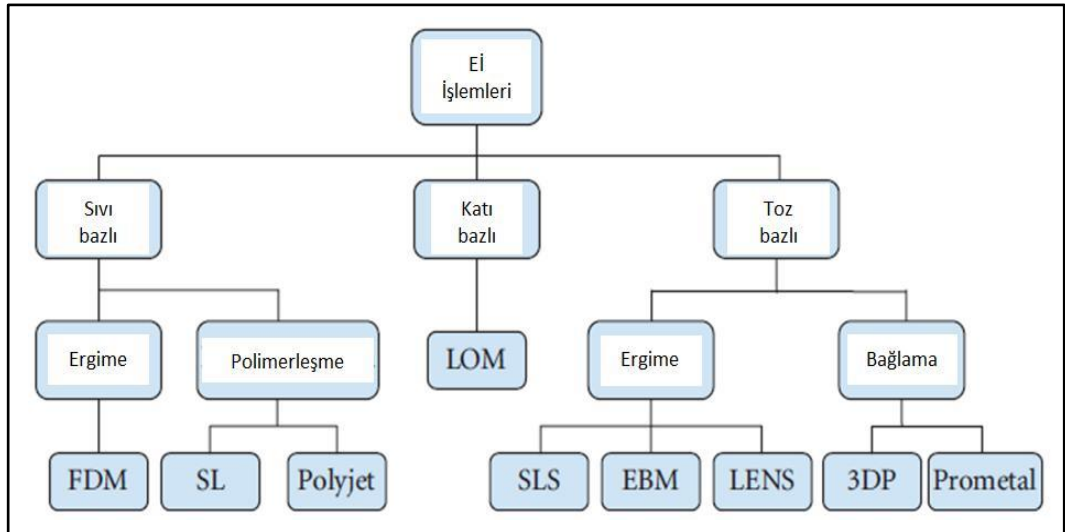 Eİ
İşlemleri
Sıvı
bazlı
Katı
bazlı
Toz
bazlı
Ergime
Polimerleşme
LOM
Ergime
Bağlama
FDM
SL
Polyjet
SLS
EBM
LENS
3DP
Prometal